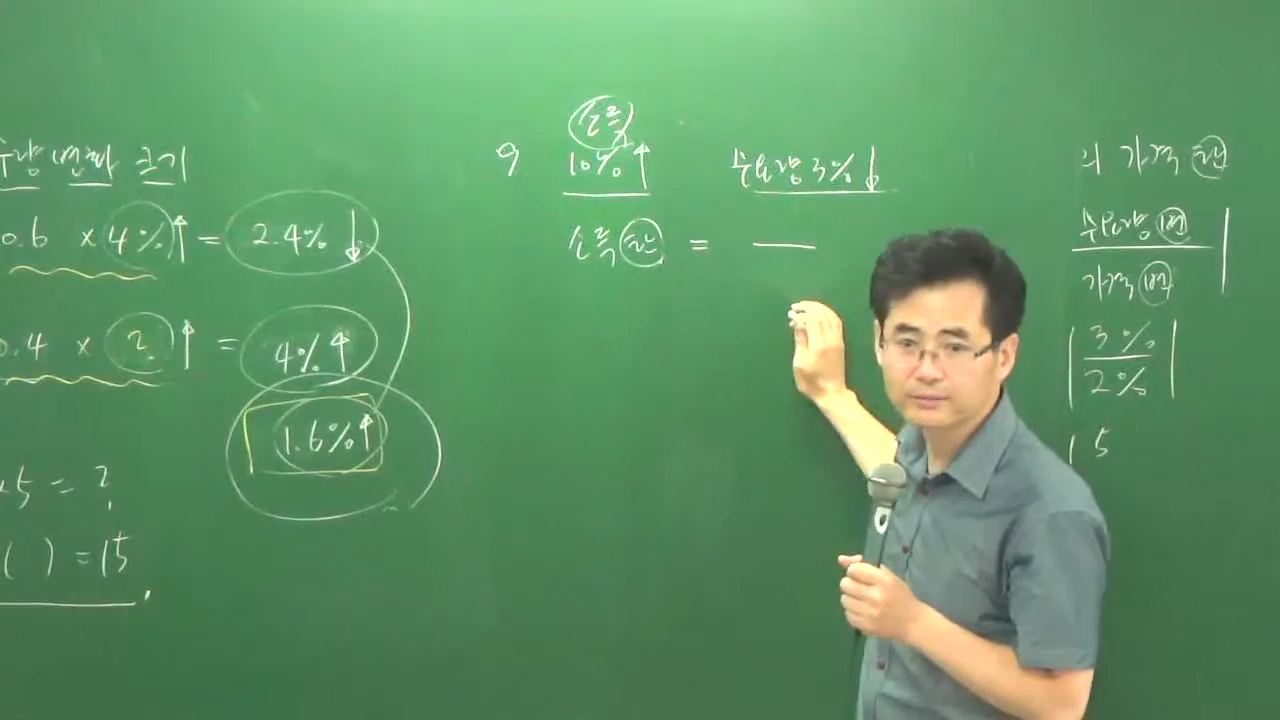 수량 변화 크기
0.6 × 4%↑ = 2.4%↓
0.4 × ?↑ = 4%↑
1.6%↑
×5 = ?
( ) = 15
9
소득
10%↑
수요량 3%↓
소득탄 =
의 가격탄
수요량 변
가격 변
3%
2%
1.5